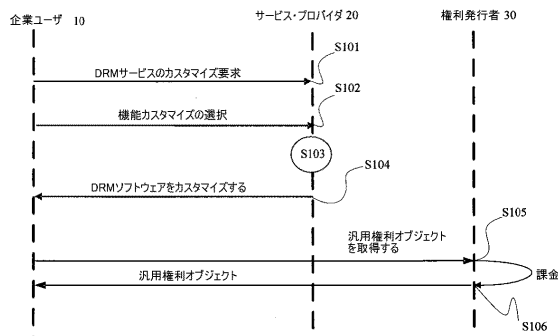 企業ユーザ 10
サービス・プロバイダ 20
権利発行者 30
S101
DRMサービスのカスタマイズ要求
S102
機能カスタマイズの選択
S103
S104
DRMソフトウェアをカスタマイズする
S105
汎用権利オブジェクト
を取得する
課金
汎用権利オブジェクト
S106